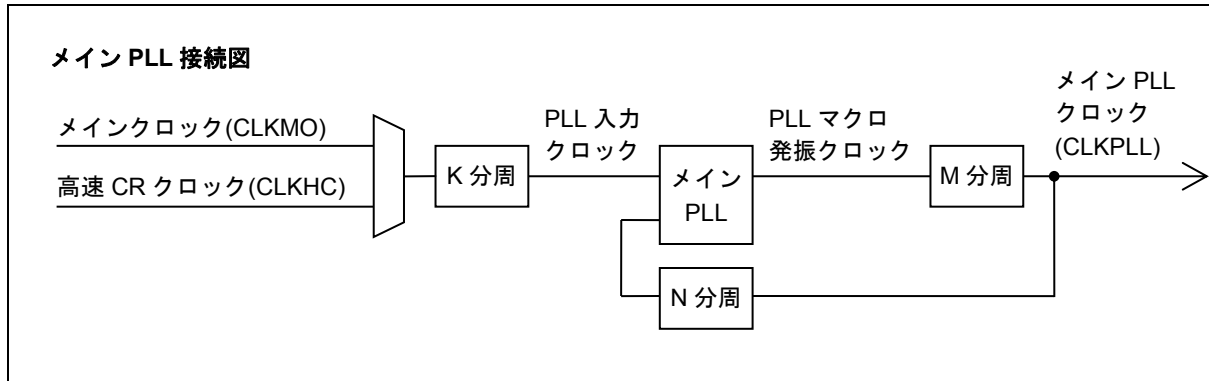 メイン PLL 接続図
メインクロック(CLKMO)
高速 CR クロック(CLKHC)
K 分周
PLL 入力
クロック
メイン
PLL
N 分周
PLL マクロ
発振クロック
M 分周
メイン PLL
クロック
(CLKPLL)